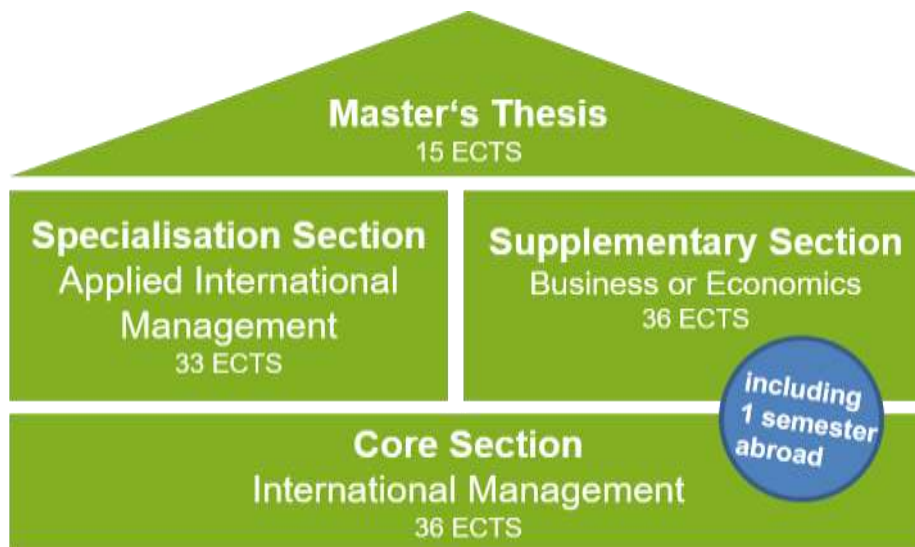 Master‘s Thesis
15 ECTS
Specialisation Section
Applied International
Management
33 ECTS
Supplementary Section
Business or Economics
36 ECTS
including
1 semester
abroad
Core Section
International Management
36 ECTS